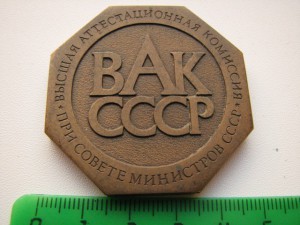 ВЫСШАЯ АТТЕСТАЦИОННАЯ КОМИССИЯ
ВАК
СССР
ПРИ СОВЕТЕ МИНИСТРОВ СССР